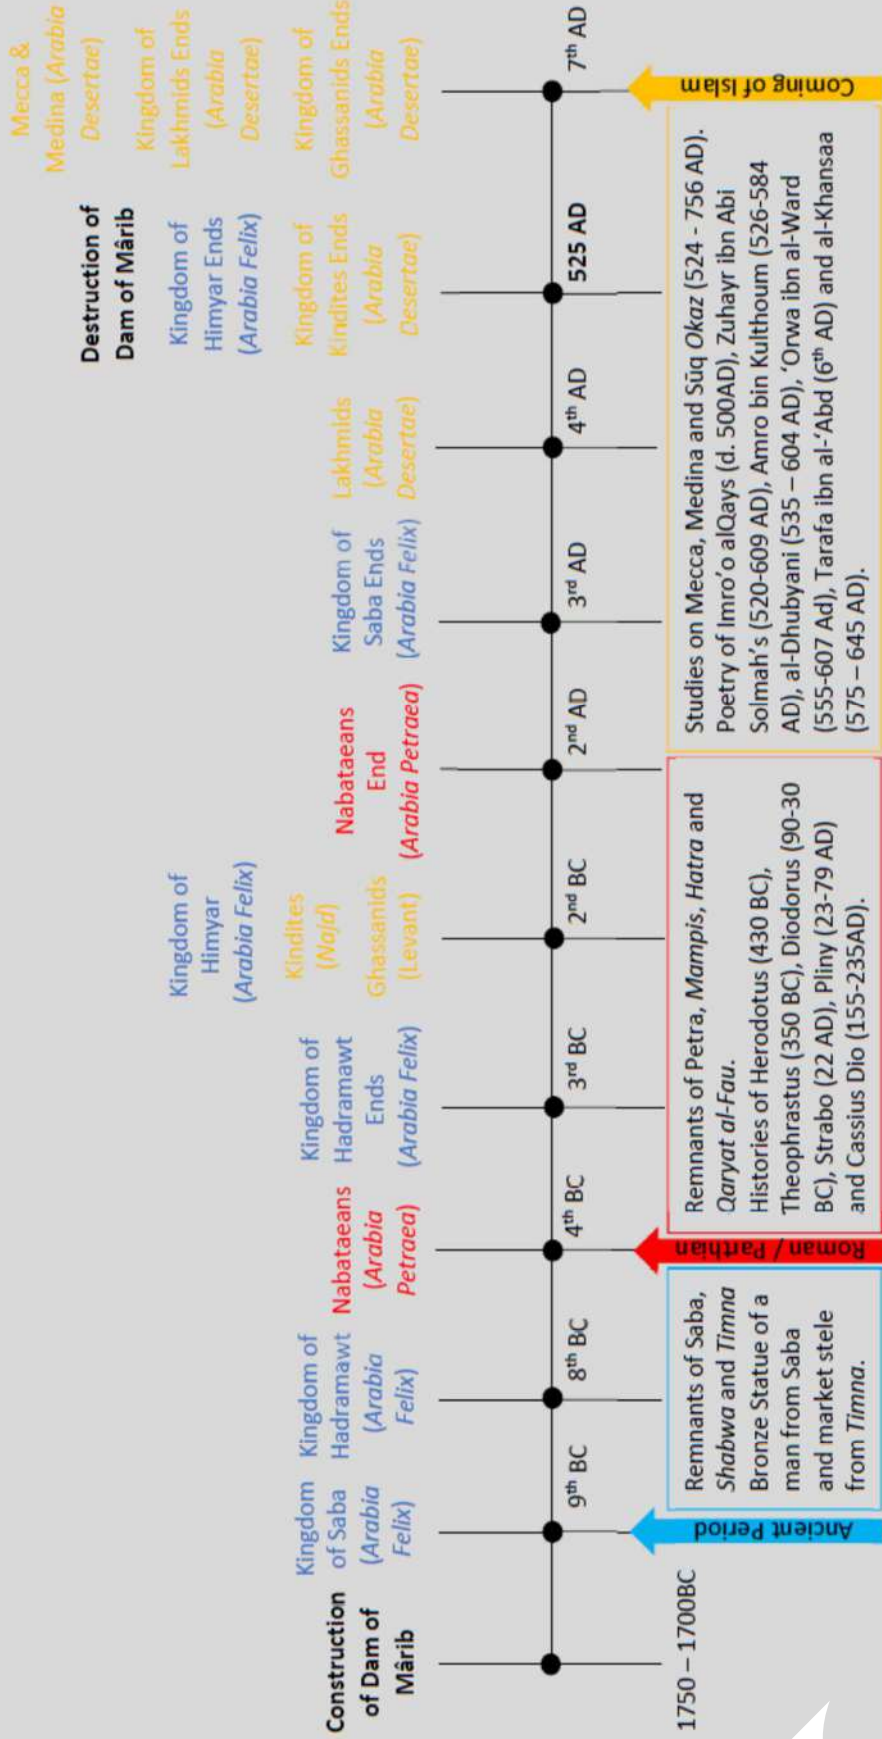 Construction
of Dam of
Mârib
Kingdom
of Saba
(Arabia
Felix)
Kingdom of
Hadramawt
(Arabia
Felix)
Nabataeans
(Arabia
Petraea)
Kingdom of
Hadramawt
Ends
(Arabia Felix)
Kingdom of
Himyar
(Arabia Felix)
Kindites
(Najd)
Ghassanids
(Levant)
Nabataeans
End
(Arabia Petraea)
Kingdom of
Saba Ends
(Arabia Felix)
Lakhmids
(Arabia
Desertae)
Destruction of
Dam of Mârib
Kingdom of
Himyar Ends
(Arabia Felix)
Kingdom of
Kindites Ends
(Arabia
Desertae)
Mecca &
Medina (Arabia
Desertae)
Kingdom of
Lakhmids Ends
(Arabia
Desertae)
Kingdom of
Ghassanids Ends
(Arabia
Desertae)
1750 – 1700BC
9th BC
8th BC
4th BC
3rd BC
2nd BC
2nd AD
3rd AD
4th AD
525 AD
7th AD
Ancient Period
Remnants of Saba,
Shabwa and Timna
Bronze Statue of a
man from Saba
and market stele
from Timna.
Roman / Parthian
Remnants of Petra, Mampis, Hatra and
Qaryat al-Fau.
Histories of Herodotus (430 BC),
Theophrastus (350 BC), Diodorus (90-30
BC), Strabo (22 AD), Pliny (23-79 AD)
and Cassius Dio (155-235AD).
Studies on Mecca, Medina and Sūq Okaz (524 - 756 AD).
Poetry of Imro’o alQays (d. 500AD), Zuhayr ibn Abi
Solmah’s (520-609 AD), Amro bin Kulthoum (526-584
AD), al-Dhubyani (535 – 604 AD), ‘Orwa ibn al-Ward
(555-607 Ad), Tarafa ibn al-‘Abd (6th AD) and al-Khansaa
(575 – 645 AD).
Coming of Islam